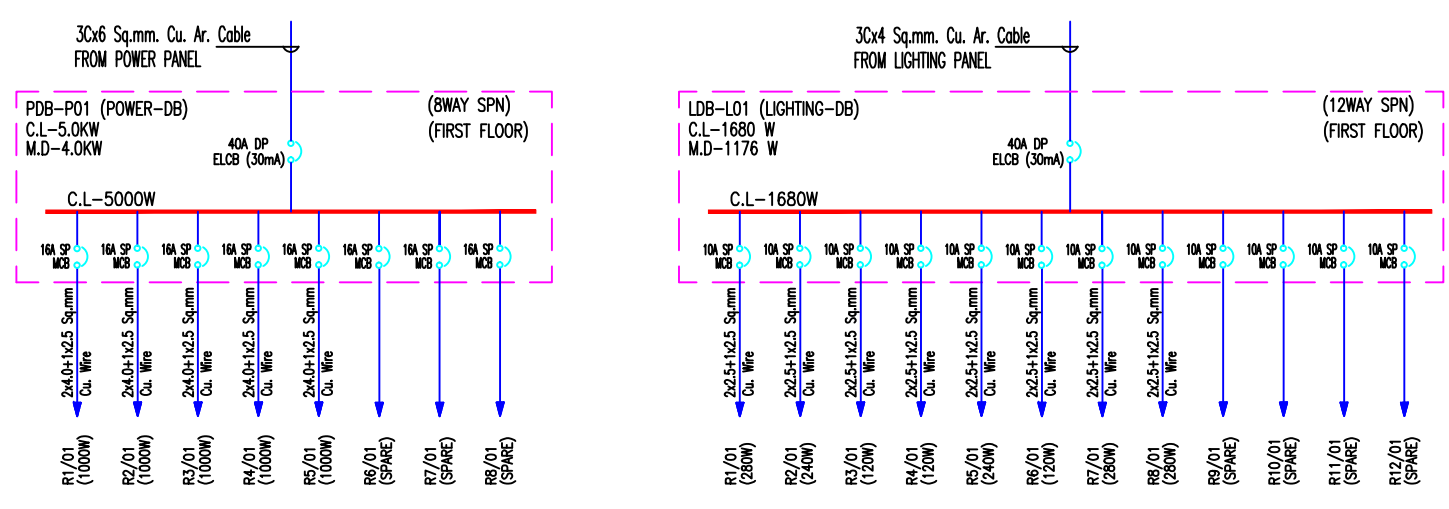 3Cx6 Sq.mm. Cu. Ar. Cable
FROM POWER PANEL
PDB-P01 (POWER-DB)
C.L-5.0KW
M.D-4.0KW
(8WAY SPN)
(FIRST FLOOR)
40A DP
ELCB (30mA)
C.L-5000W
16A SP
MCB
16A SP
MCB
16A SP
MCB
16A SP
MCB
16A SP
MCB
16A SP
MCB
16A SP
MCB
16A SP
MCB
2x4.0+1x2.5 Sq.mm
Cu. Wire
2x4.0+1x2.5 Sq.mm
Cu. Wire
2x4.0+1x2.5 Sq.mm
Cu. Wire
2x4.0+1x2.5 Sq.mm
Cu. Wire
2x4.0+1x2.5 Sq.mm
Cu. Wire
R1/01
(1000W)
R2/01
(1000W)
R3/01
(1000W)
R4/01
(1000W)
R5/01
(1000W)
R6/01
(SPARE)
R7/01
(SPARE)
R8/01
(SPARE)
3Cx4 Sq.mm. Cu. Ar. Cable
FROM LIGHTING PANEL
LDB-L01 (LIGHTING-DB)
C.L-1680 W
M.D-1176 W
(12WAY SPN)
(FIRST FLOOR)
40A DP
ELCB (30mA)
C.L-1680W
10A SP
MCB
10A SP
MCB
10A SP
MCB
10A SP
MCB
10A SP
MCB
10A SP
MCB
10A SP
MCB
10A SP
MCB
10A SP
MCB
10A SP
MCB
10A SP
MCB
10A SP
MCB
2x2.5+1x2.5 Sq.mm
Cu. Wire
2x2.5+1x2.5 Sq.mm
Cu. Wire
2x2.5+1x2.5 Sq.mm
Cu. Wire
2x2.5+1x2.5 Sq.mm
Cu. Wire
2x2.5+1x2.5 Sq.mm
Cu. Wire
2x2.5+1x2.5 Sq.mm
Cu. Wire
2x2.5+1x2.5 Sq.mm
Cu. Wire
2x2.5+1x2.5 Sq.mm
Cu. Wire
R1/01
(280W)
R2/01
(240W)
R3/01
(120W)
R4/01
(120W)
R5/01
(240W)
R6/01
(120W)
R7/01
(280W)
R8/01
(280W)
R9/01
(SPARE)
R10/01
(SPARE)
R11/01
(SPARE)
R12/01
(SPARE)